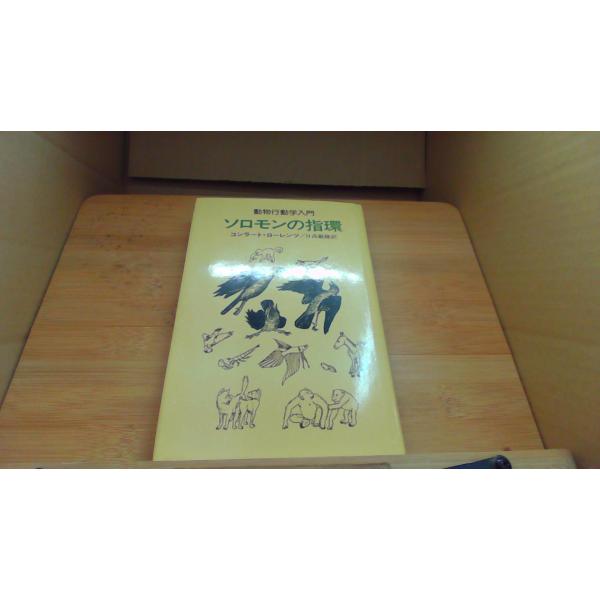 動物行動学入門
ソロモンの指環
コンラート・ローレンツ/日高敏隆訳